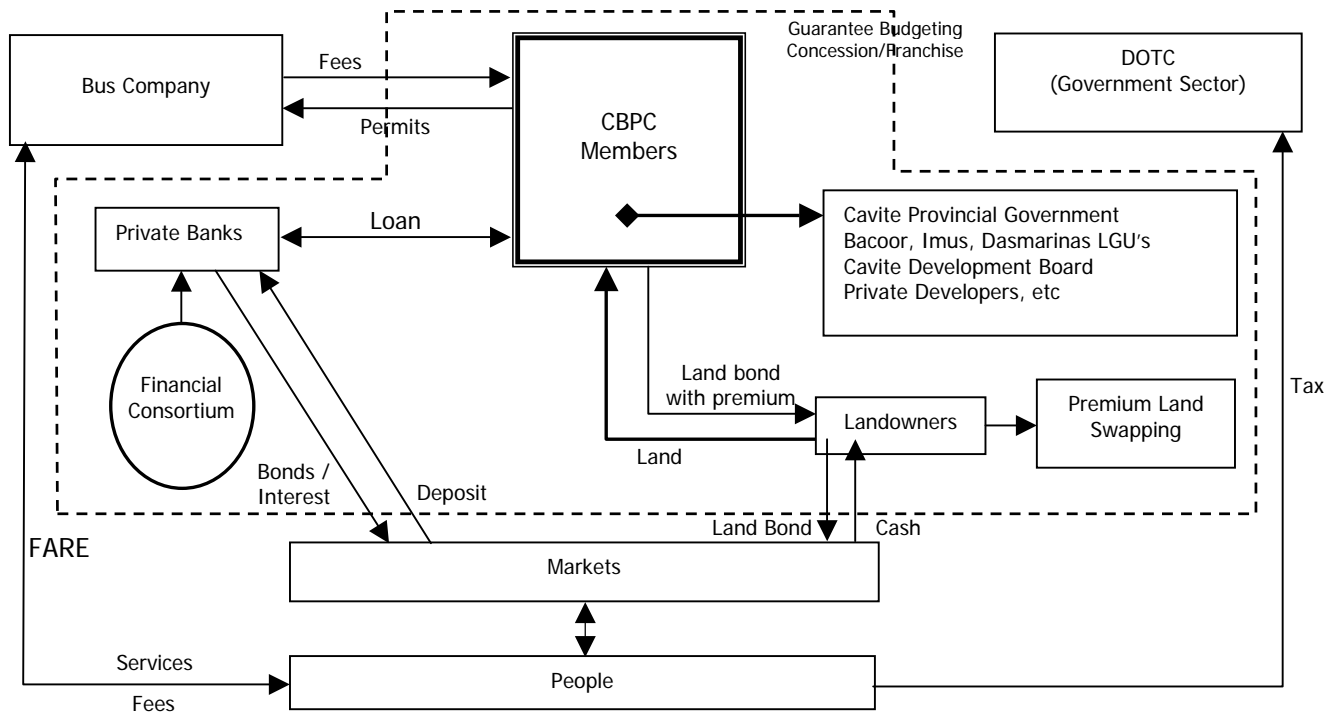 Guarantee Budgeting
Concession/Franchise
Bus Company
Fees
Permits
CBPC
Members
DOTC
(Government Sector)
Private Banks
Loan
Cavite Provincial Government
Bacoor, Imus, Dasmarinas LGU's
Cavite Development Board
Private Developers, etc
Financial
Consortium
Land bond
with premium
Landowners
Premium Land
Swapping
Tax
Land
Bonds /
Interest
Deposit
Land Bond
Cash
FARE
Markets
Services
Fees
People